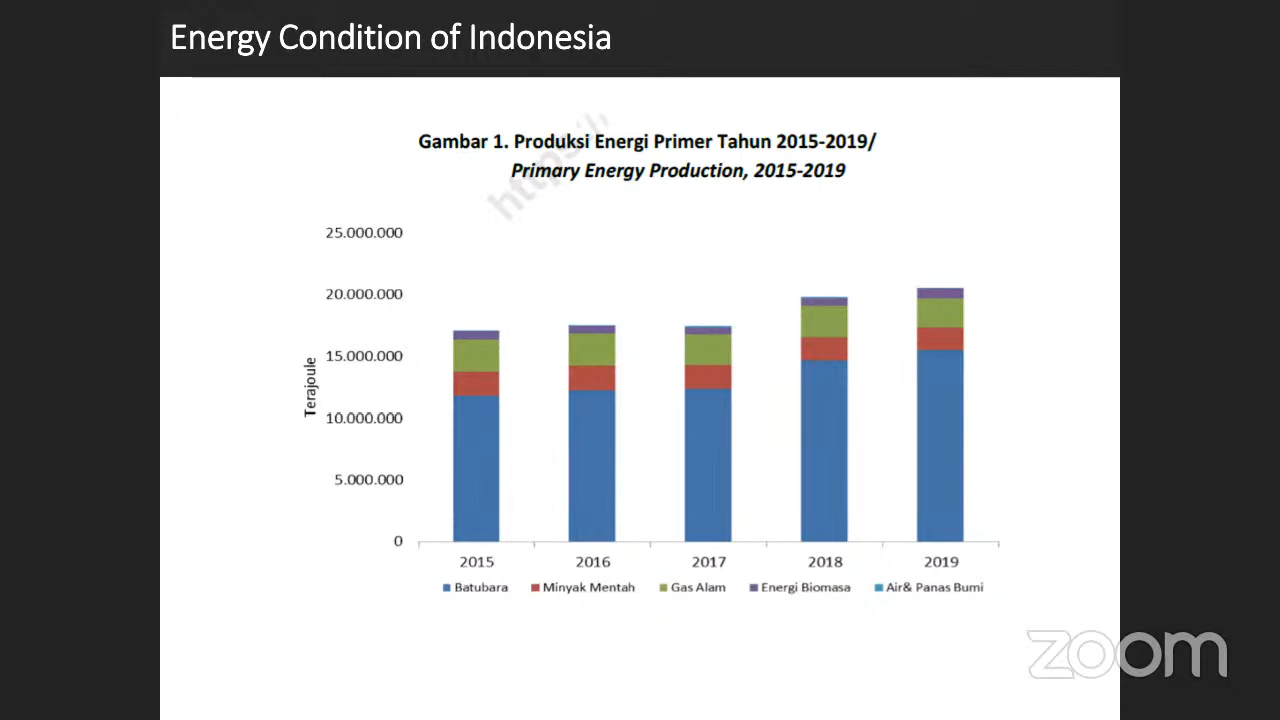 Energy Condition of Indonesia
Gambar 1. Produksi Energi Primer Tahun 2015-2019/
Primary Energy Production, 2015-2019
https://
25.000.000
20.000.000
15.000.000
10.000.000
5.000.000
0
Terajoule
2015 2016 2017 2018 2019
Batubara Minyak Mentah Gas Alam Energi Biomasa Air& Panas Bumi
zoom